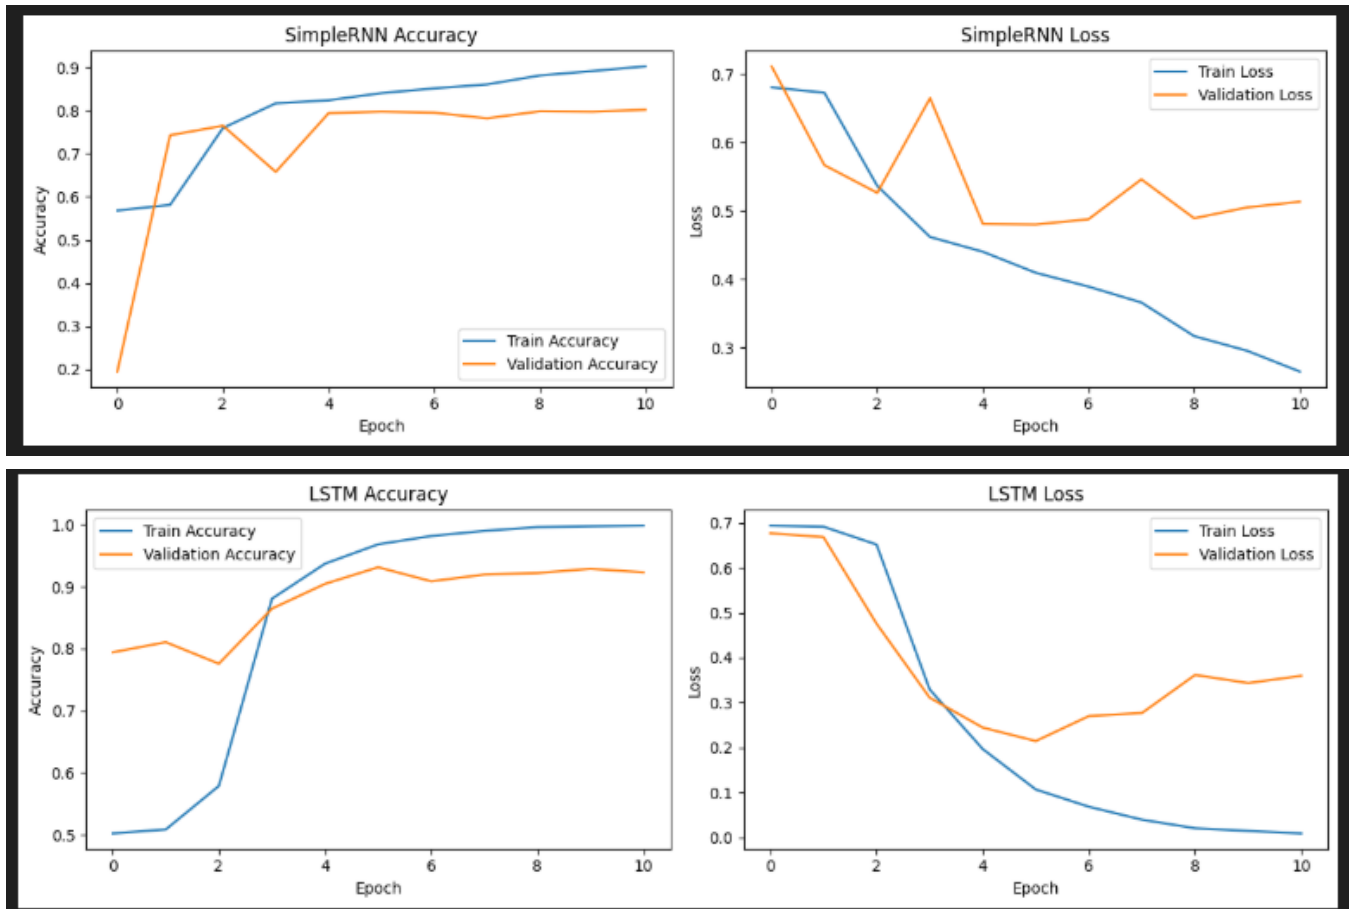 SimpleRNN Accuracy
0.9
0.8
0.7
0.6
0.5
0.4
0.3
0.2
Accuracy
Train Accuracy
Validation Accuracy
0 2 4 6 8 10
Epoch
SimpleRNN Loss
0.7
0.6
0.5
0.4
0.3
Loss
Train Loss
Validation Loss
0 2 4 6 8 10
Epoch
LSTM Accuracy
1.0
0.9
0.8
0.7
0.6
0.5
Accuracy
Train Accuracy
Validation Accuracy
0 2 4 6 8 10
Epoch
LSTM Loss
0.7
0.6
0.5
0.4
0.3
0.2
0.1
0.0
Loss
Train Loss
Validation Loss
0 2 4 6 8 10
Epoch